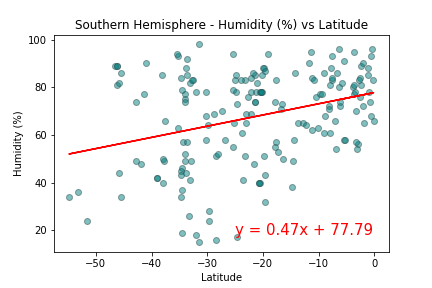 Southern Hemisphere - Humidity (%) vs Latitude
100
80
60
40
20
Humidity (%)
y = 0.47x + 77.79
−50 −40 −30 −20 −10 0
Latitude